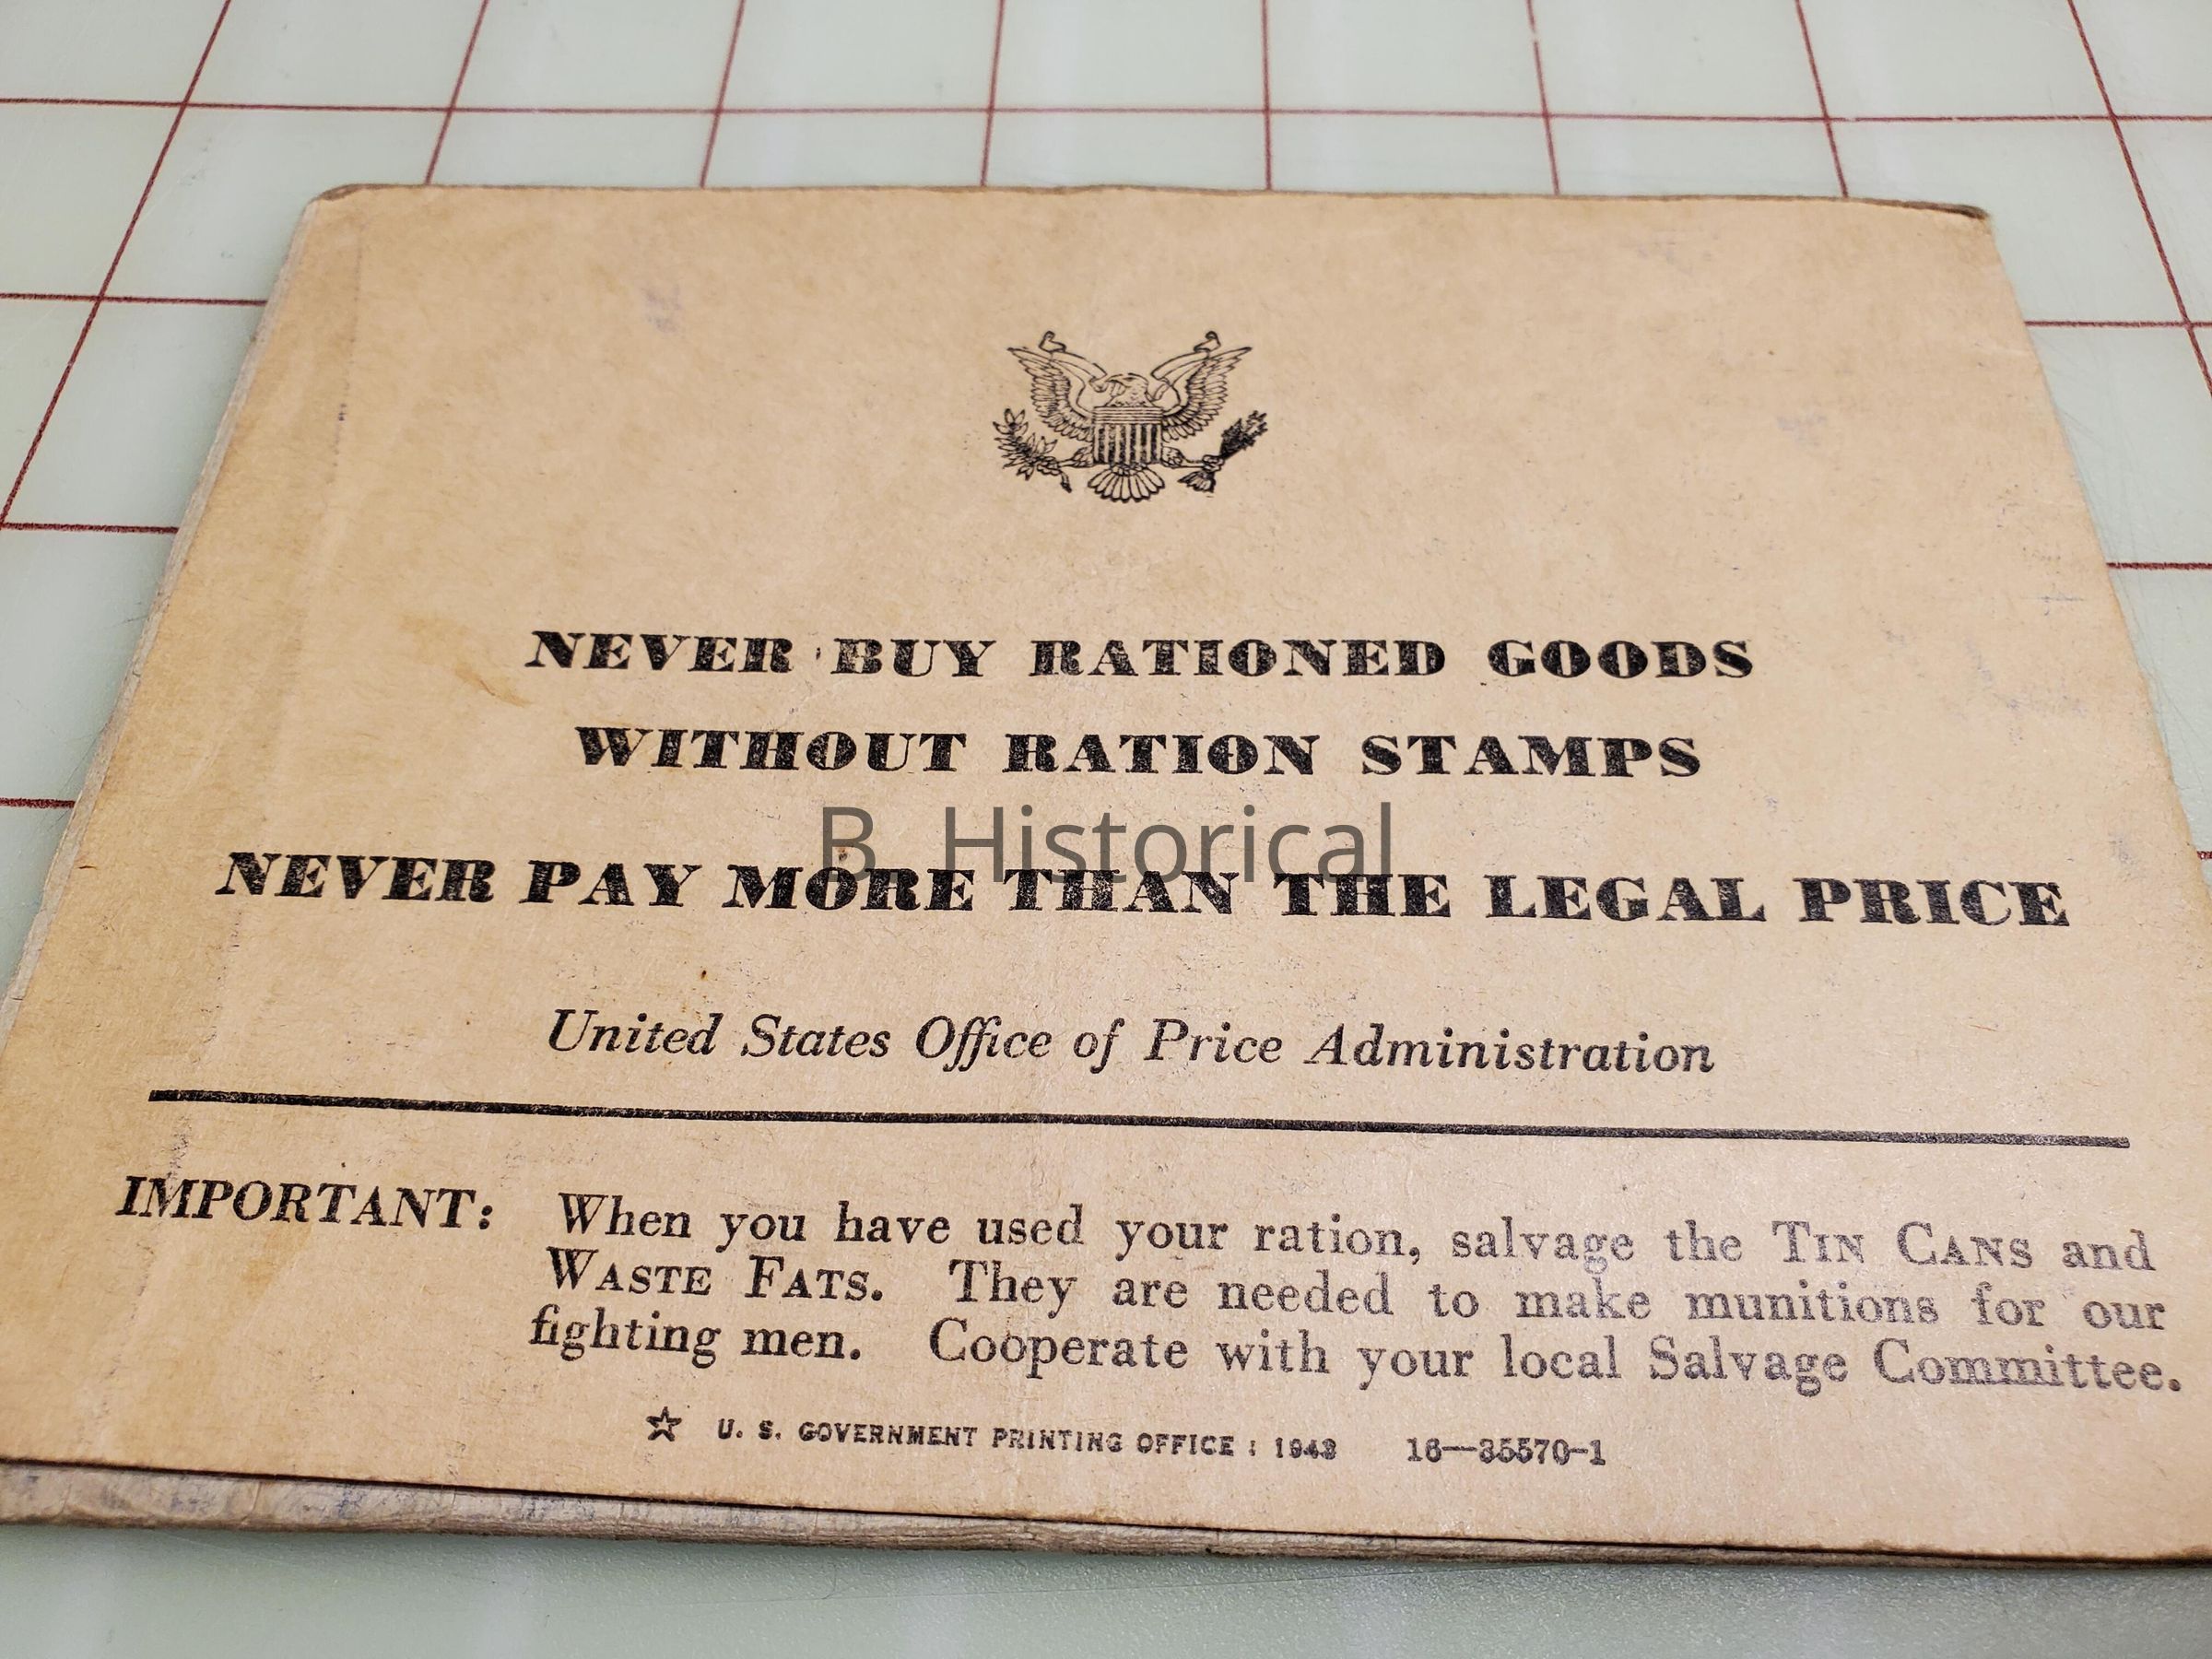 NEVER BUY RATIONED GOODS
WITHOUT RATION STAMPS
B Historical
NEVER PAY MORE THAN THE LEGAL PRICE
United States Office of Price Administration
IMPORTANT: When you have used your ration, salvage the TIN CANS and
WASTE FATS. They are needed to make munitions for our
fighting men. Cooperate with your local Salvage Committee.
☆ U. S. GOVERNMENT PRINTING OFFICE : 1943 16—35570-1